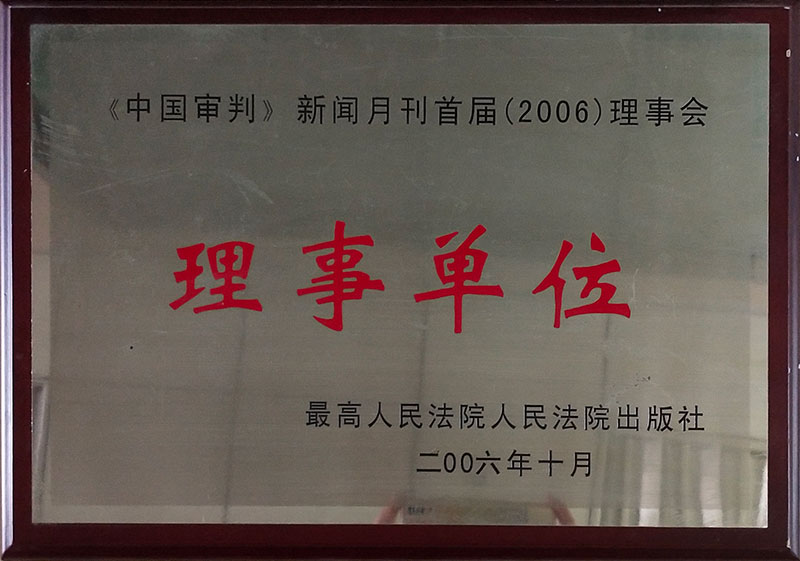 《中国审判》新闻月刊首届(2006)理事会
理事单位
最高人民法院人民法院出版社
二00六年十月